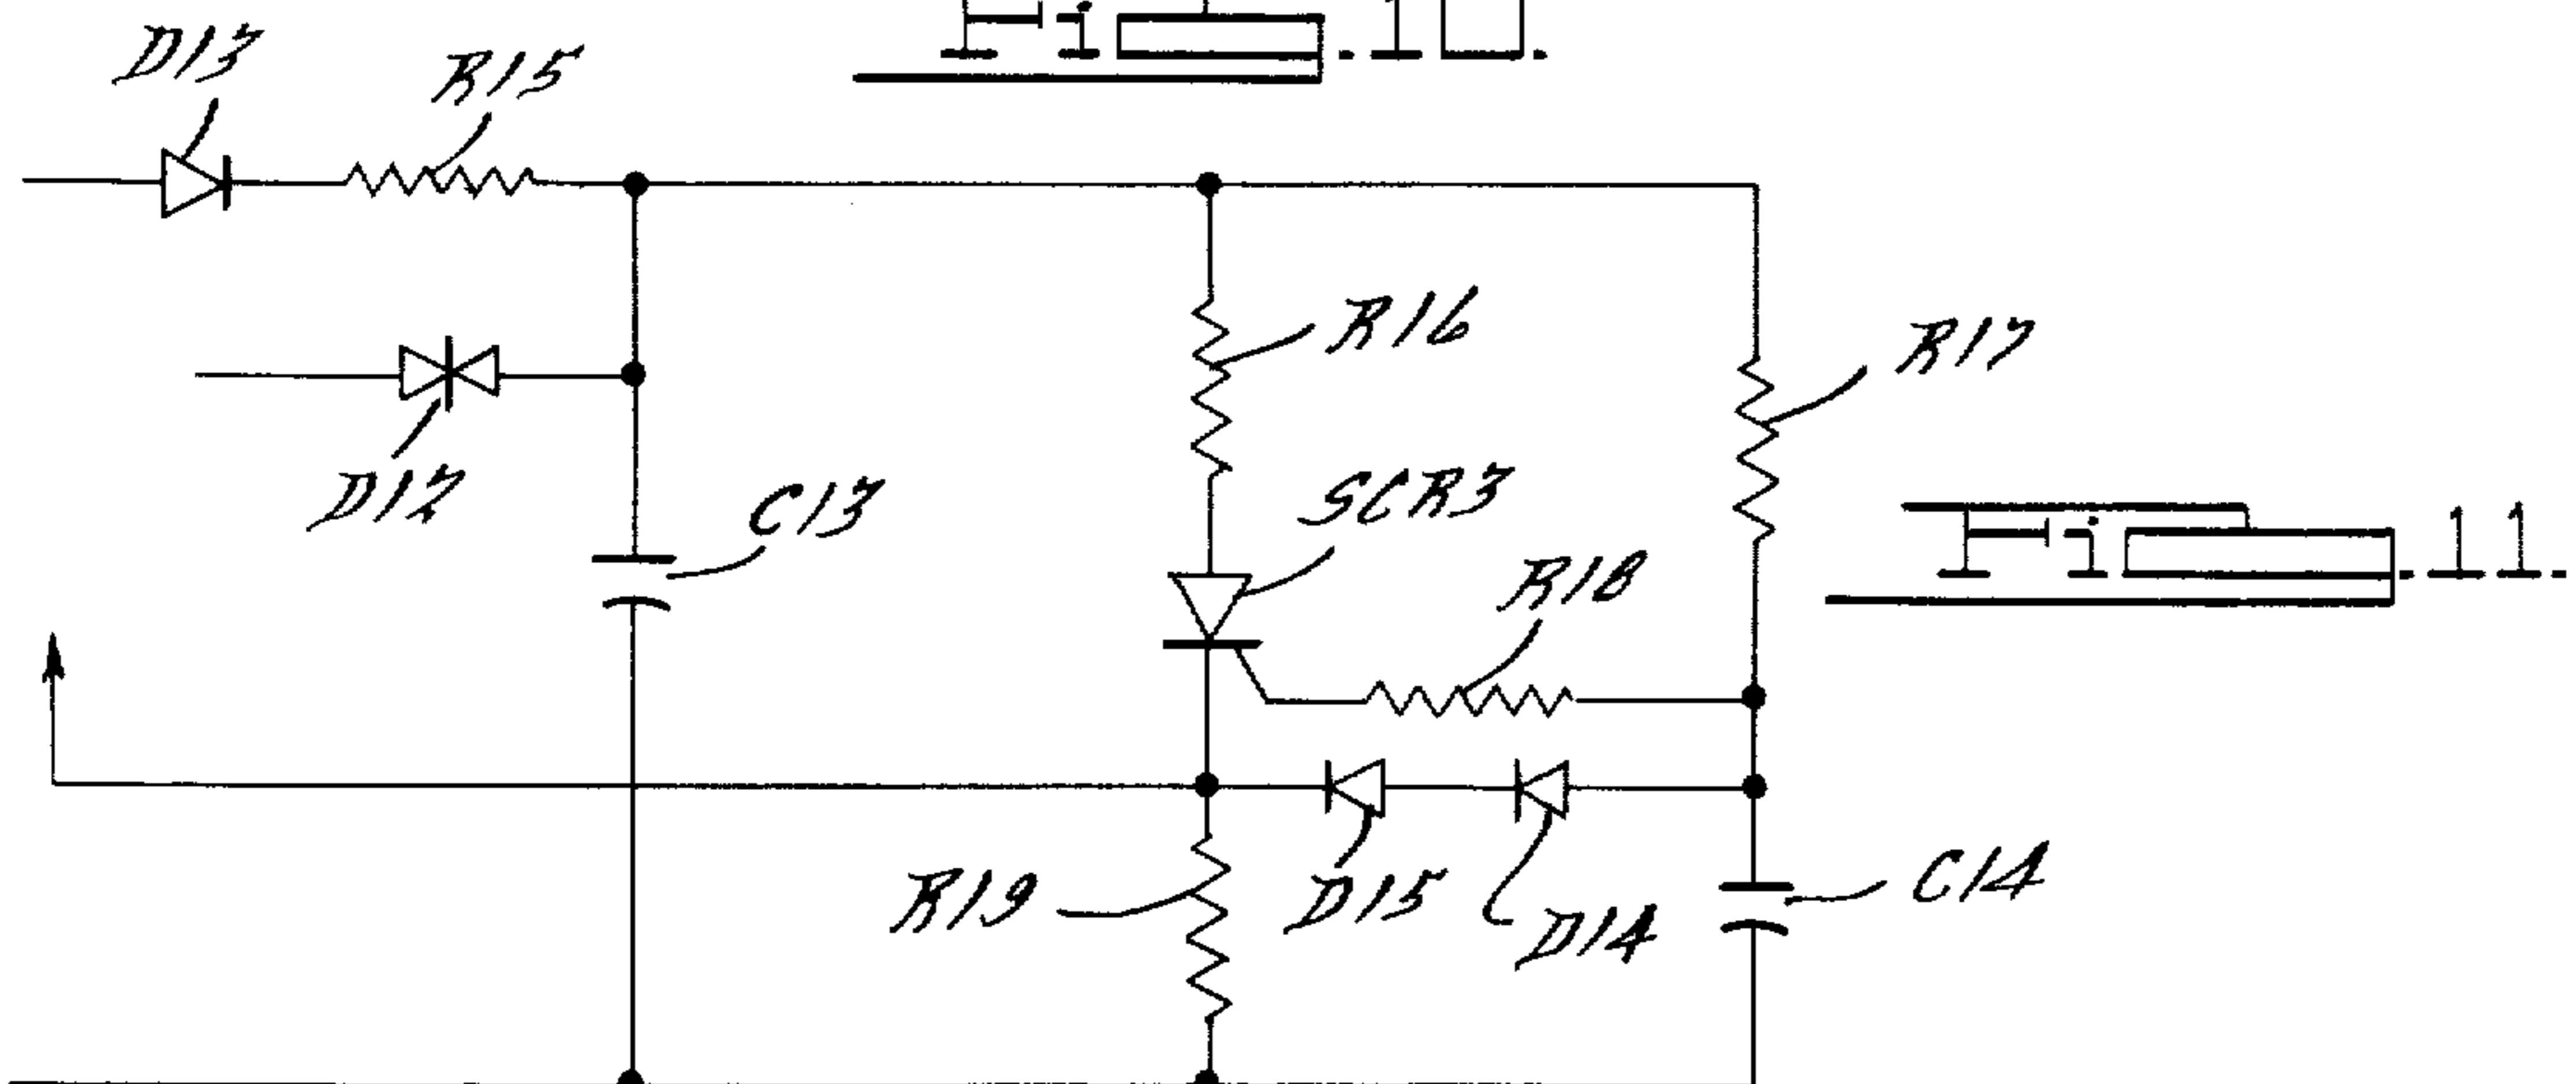 Fig. 10.
D13
R15
R16
R17
D12
C13
SCR3
Fig. 11.
R18
R19
D15
D14
C14